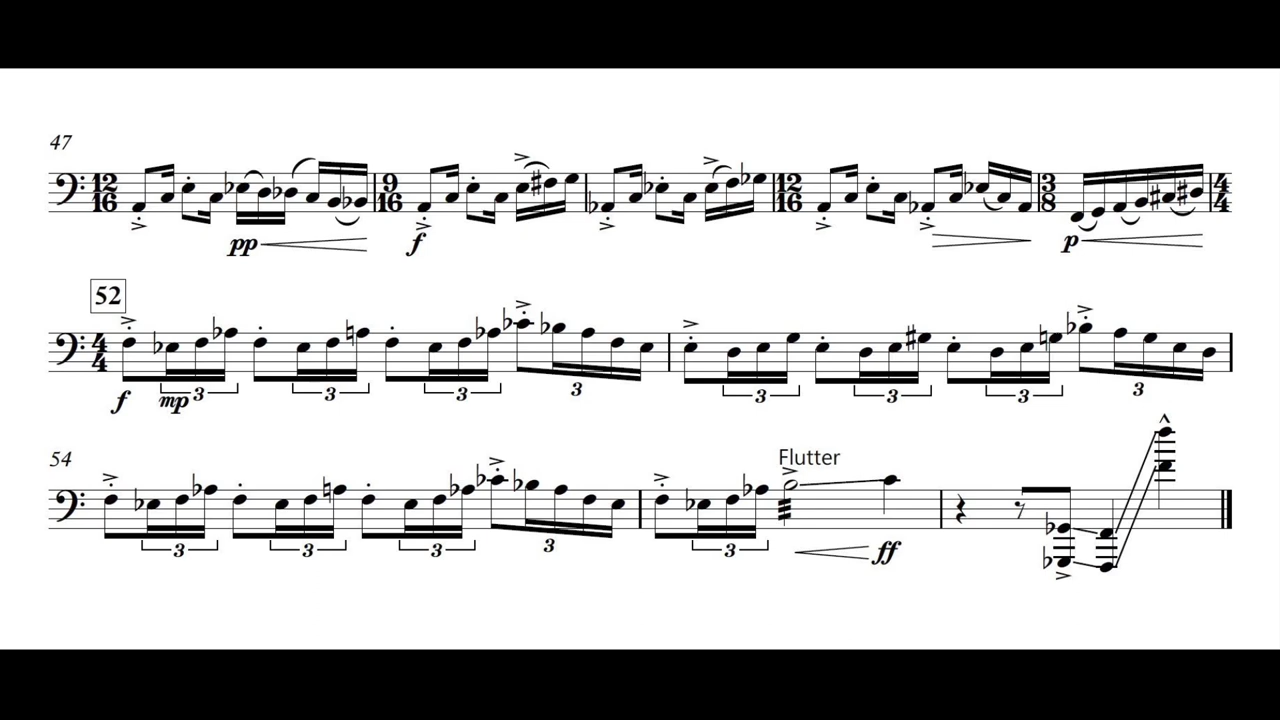 47
12 9 12 3 4
16 16 16 8 4
pp f p
52
4
4
3 3 3 3 3 3 3 3
f mp
54
Flutter
3 3 3 3 3
ff